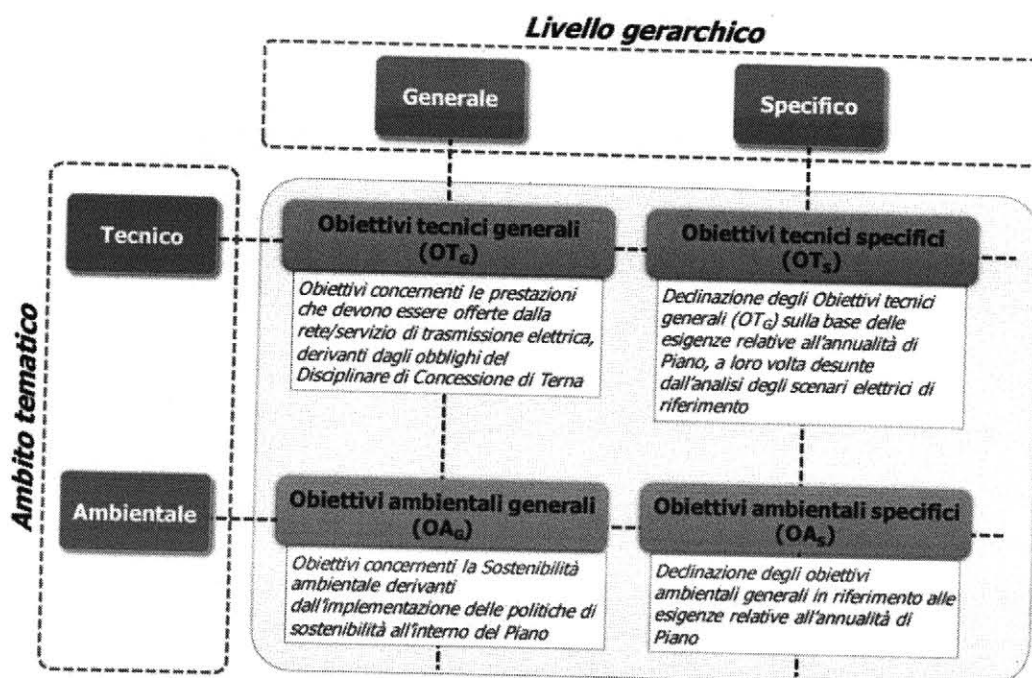 Livello gerarchico
Generale
Specifico
Ambito tematico
Tecnico
Obiettivi tecnici generali
(OTG)
Obiettivi concernenti le prestazioni
che devono essere offerte dalla
rete/servizio di trasmissione elettrica,
derivanti dagli obblighi del
Disciplinare di Concessione di Terna
Obiettivi tecnici specifici
(OTS)
Declinazione degli Obiettivi tecnici
generali (OTG) sulla base delle
esigenze relative all'annualità di
Piano, a loro volta desunte
dall'analisi degli scenari elettrici di
riferimento
Ambientale
Obiettivi ambientali generali
(OAG)
Obiettivi concernenti la Sostenibilità
ambientale derivanti
dall'implementazione delle politiche di
sostenibilità all'interno del Piano
Obiettivi ambientali specifici
(OAS)
Declinazione degli obiettivi
ambientali generali in riferimento alle
esigenze relative all'annualità di
Piano